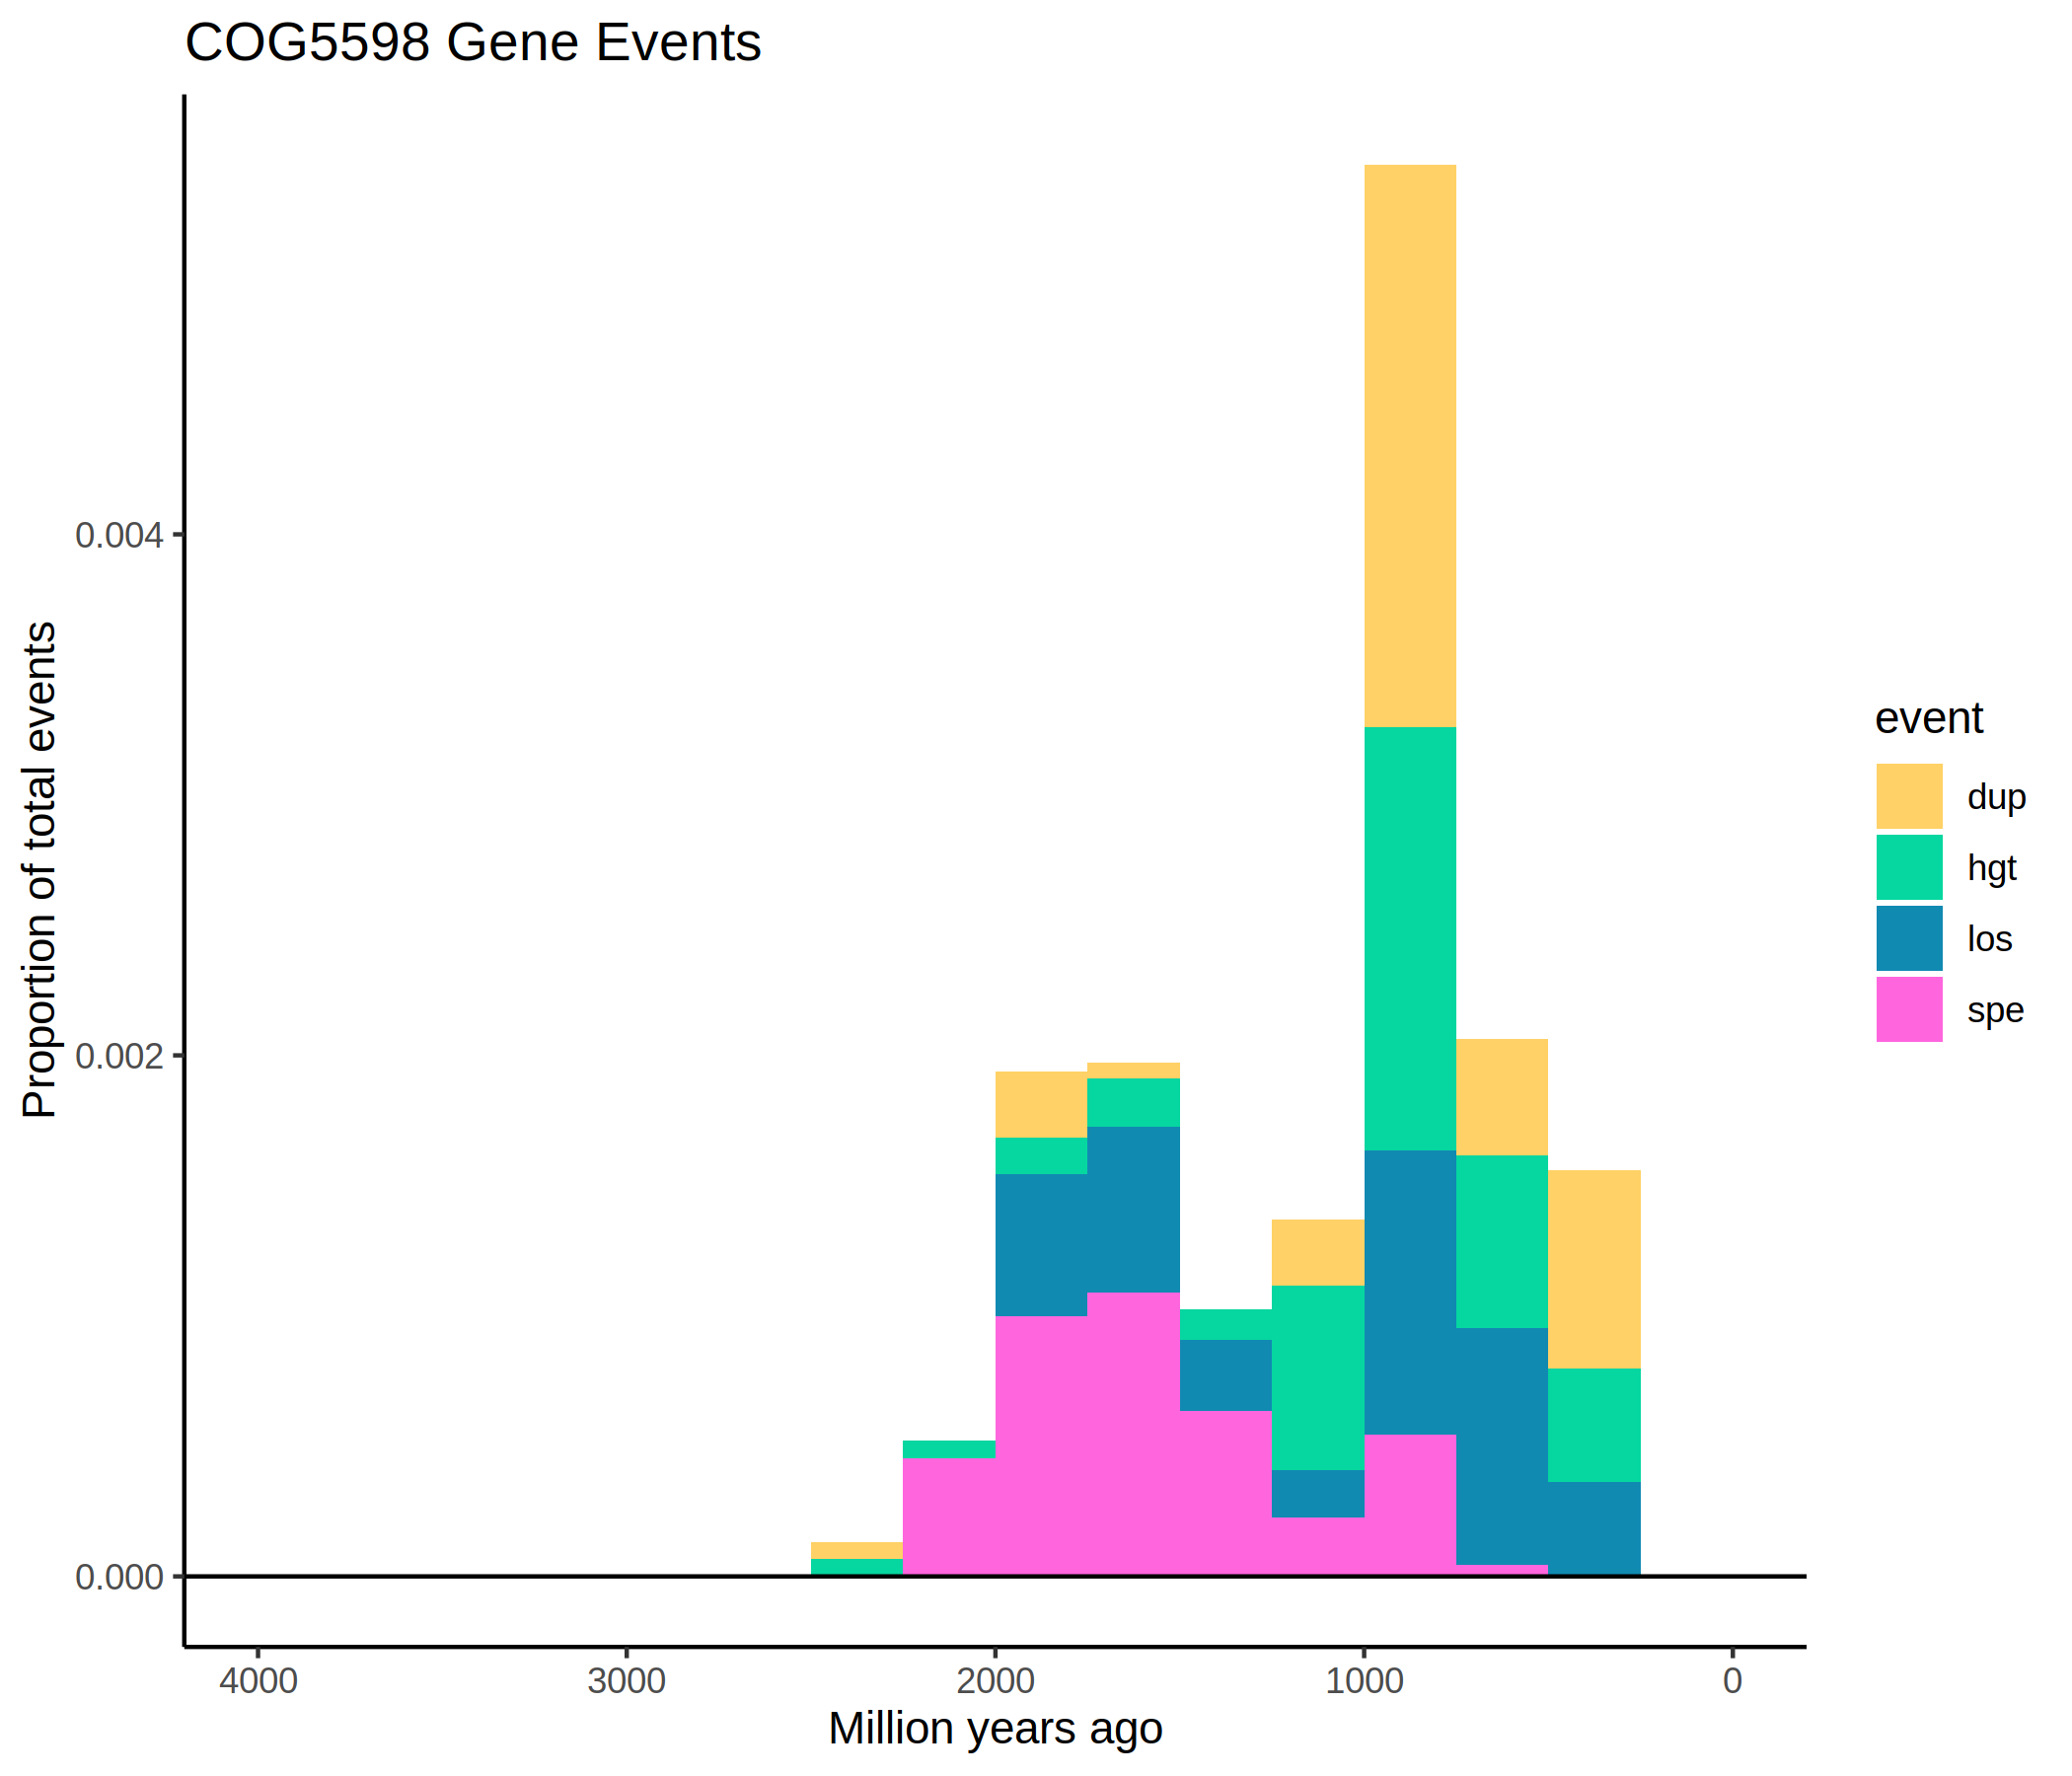 COG5598 Gene Events
Proportion of total events
0.004
0.002
0.000
4000 3000 2000 1000 0
Million years ago
event
dup
hgt
los
spe